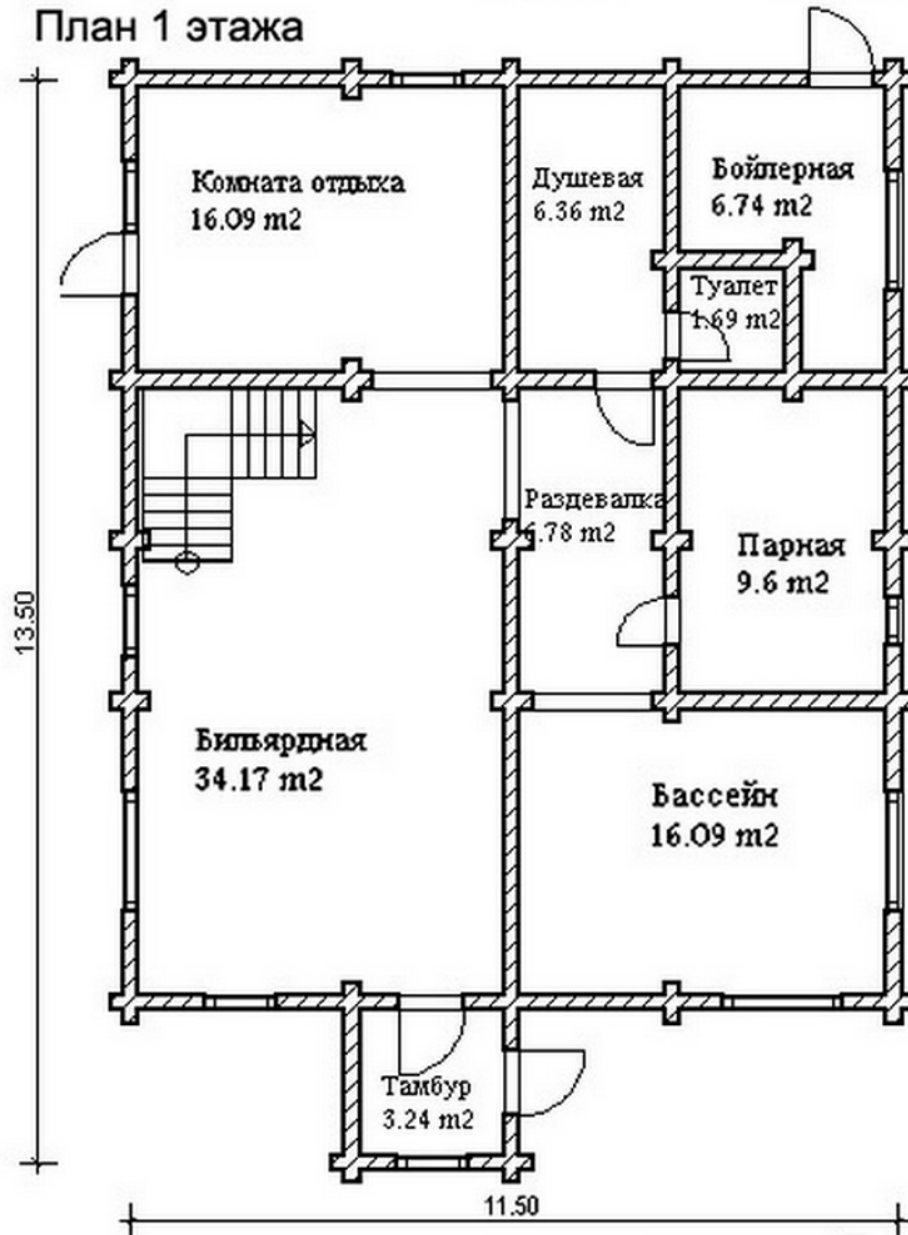 План 1 этажа
Комната отдыха
16.09 m2
Душевая
6.36 m2
Бойлерная
6.74 m2
Туалет
1.69 m2
Раздевалка
6.78 m2
Парная
9.6 m2
13.50
Бильярдная
34.17 m2
Бассейн
16.09 m2
Тамбур
3.24 m2
11.50